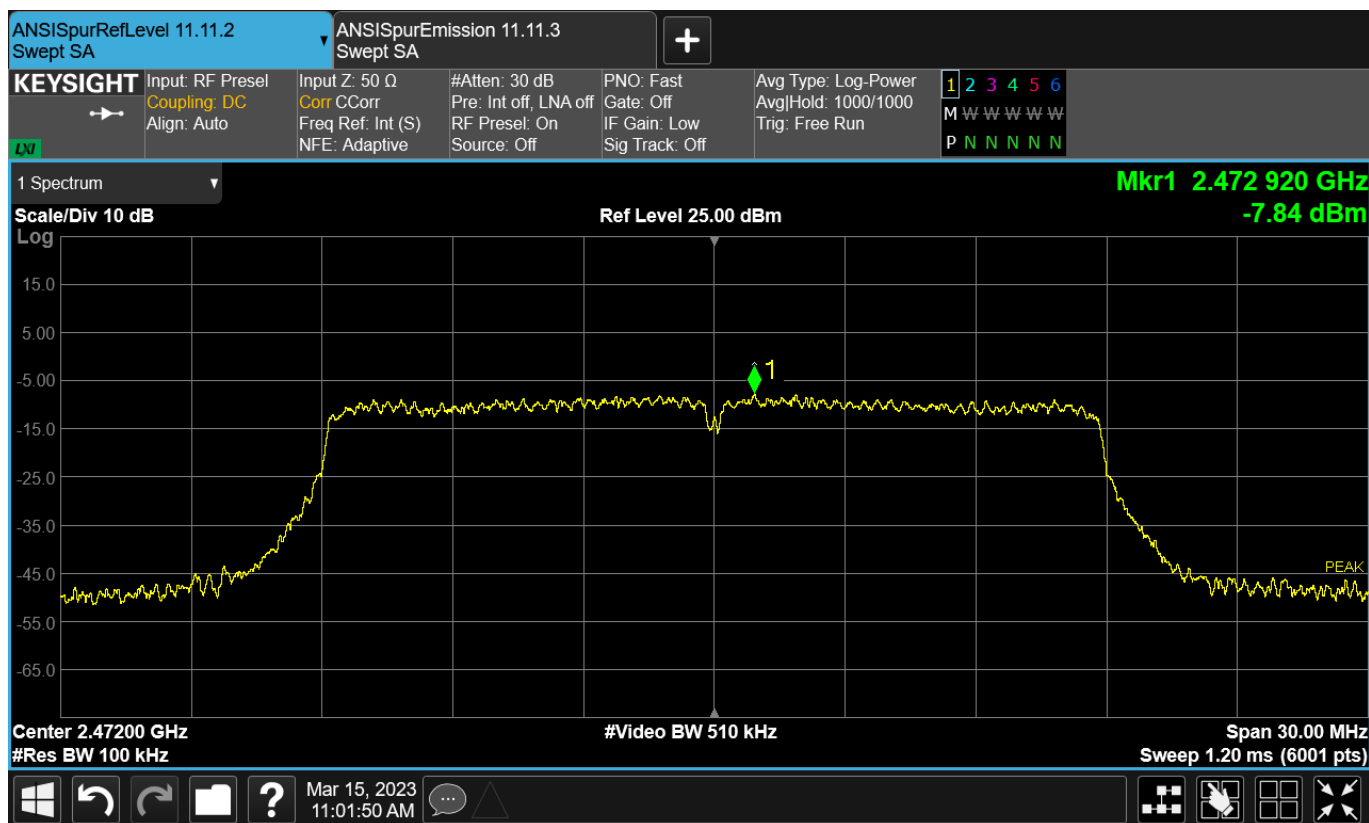 ANSISpurRefLevel 11.11.2
Swept SA
ANSISpurEmission 11.11.3
Swept SA
KEYSIGHT
LXI
Input: RF Presel
Coupling: DC
Align: Auto
Input Z: 50 Ω
Corr CCorr
Freq Ref: Int (S)
NFE: Adaptive
#Atten: 30 dB
Pre: Int off, LNA off
RF Presel: On
Source: Off
PNO: Fast
Gate: Off
IF Gain: Low
Sig Track: Off
Avg Type: Log-Power
Avg|Hold: 1000/1000
Trig: Free Run
1 2 3 4 5 6
M W W W W W
P N N N N N
1 Spectrum
Mkr1 2.472 920 GHz
-7.84 dBm
Scale/Div 10 dB
Ref Level 25.00 dBm
Log
15.0
5.00
-5.00
-15.0
-25.0
-35.0
-45.0
-55.0
-65.0
1
PEAK
Center 2.47200 GHz
#Video BW 510 kHz
Span 30.00 MHz
#Res BW 100 kHz
Sweep 1.20 ms (6001 pts)
?
Mar 15, 2023
11:01:50 AM